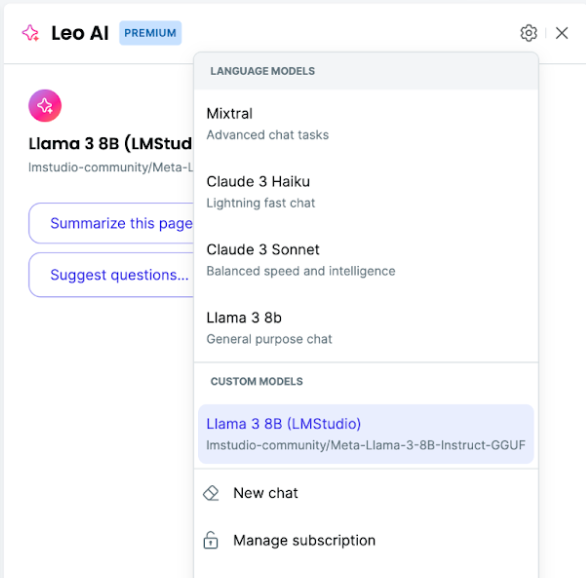 Leo AI PREMIUM
LANGUAGE MODELS
Mixtral
Advanced chat tasks
Claude 3 Haiku
Lightning fast chat
Claude 3 Sonnet
Balanced speed and intelligence
Llama 3 8b
General purpose chat
CUSTOM MODELS
Llama 3 8B (LMStudio)
lmstudio-community/Meta-Llama-3-8B-Instruct-GGUF
New chat
Manage subscription
Llama 3 8B (LMStud
lmstudio-community/Meta-L
Summarize this page
Suggest questions...